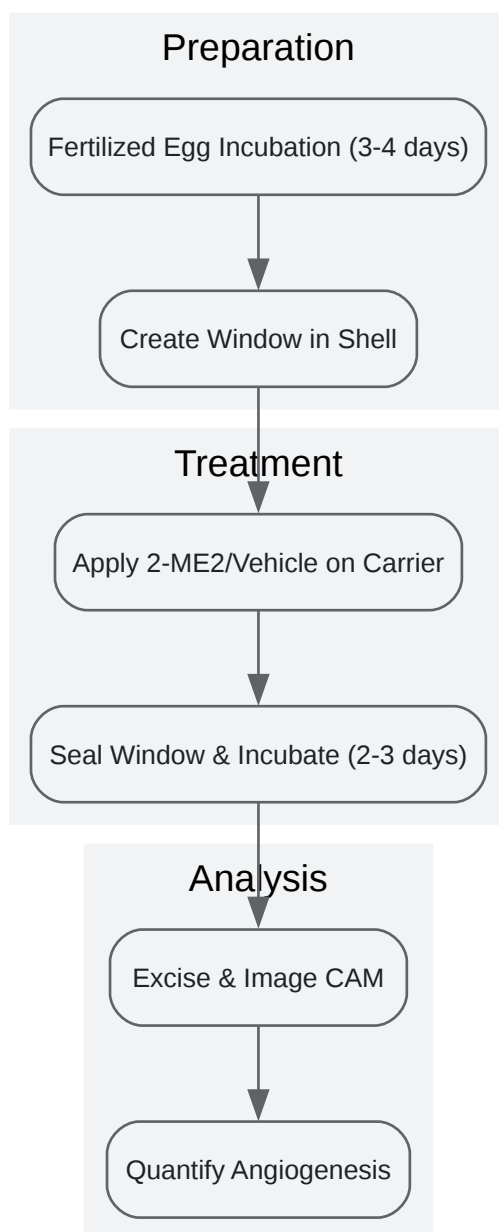 Preparation
Fertilized Egg Incubation (3-4 days)
Create Window in Shell
Treatment
Apply 2-ME2/Vehicle on Carrier
Seal Window & Incubate (2-3 days)
Analysis
Excise & Image CAM
Quantify Angiogenesis